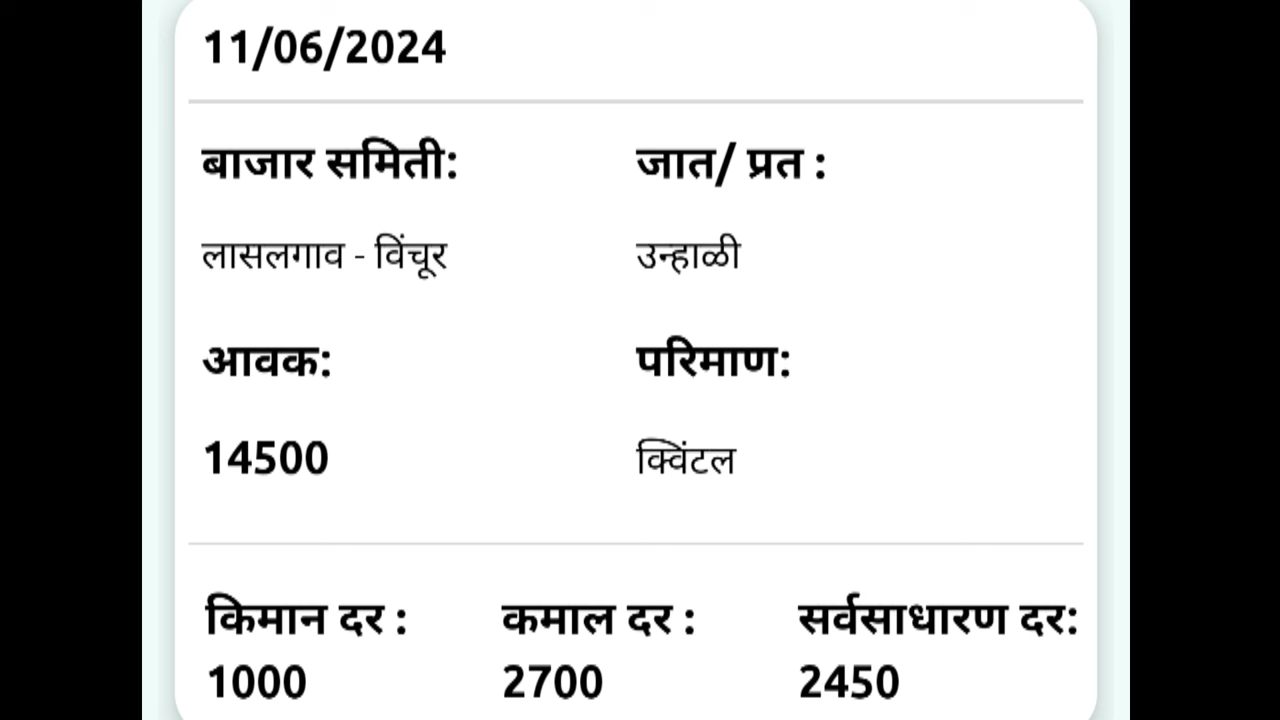 11/06/2024
बाजार समिती: जात/ प्रत :
लासलगाव - विंचूर उन्हाळी
आवक: परिमाण:
14500 क्विंटल
किमान दर : कमाल दर : सर्वसाधारण दर:
1000 2700 2450